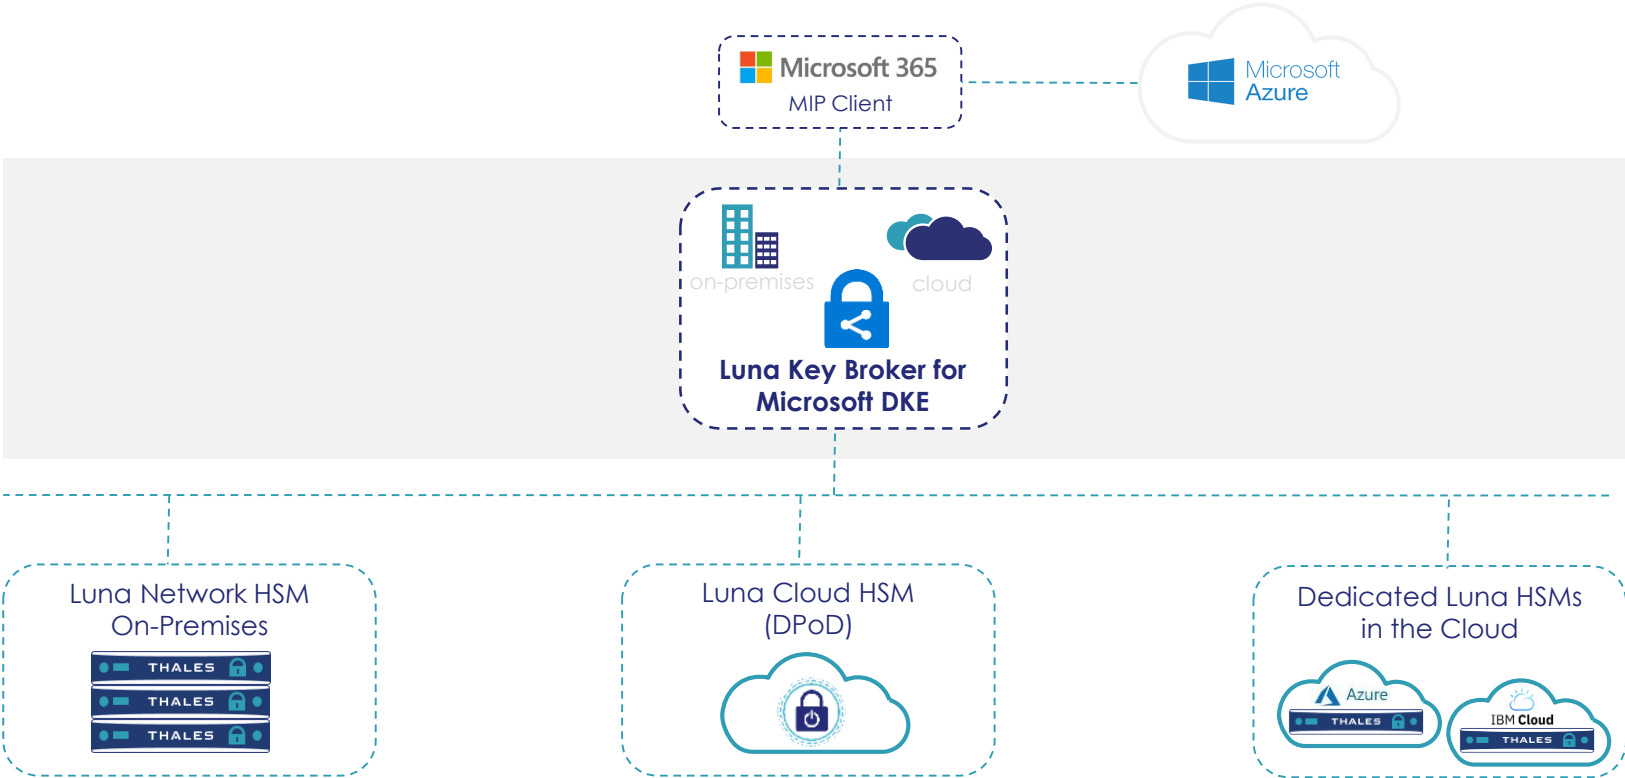 Microsoft 365
MIP Client
Microsoft
Azure
on-premises
cloud
Luna Key Broker for
Microsoft DKE
Luna Network HSM
On-Premises
THALES
THALES
THALES
Luna Cloud HSM
(DPoD)
Dedicated Luna HSMs
in the Cloud
Azure
THALES
IBM Cloud
THALES